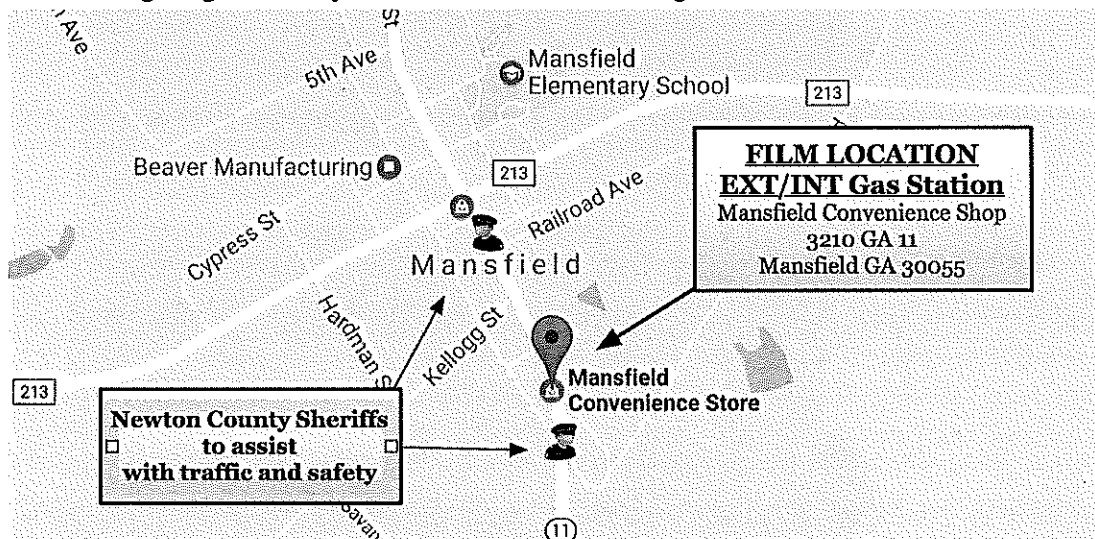 Ave
St
5th Ave
Mansfield
Elementary School
213
Beaver Manufacturing
213
FILM LOCATION
EXT/INT Gas Station
Mansfield Convenience Shop
3210 GA 11
Mansfield GA 30055
Railroad Ave
Cypress St
Mansfield
Hardman S
Kellogg St
213
Mansfield
Convenience Store
Newton County Sheriffs
to assist
with traffic and safety
Savan
11